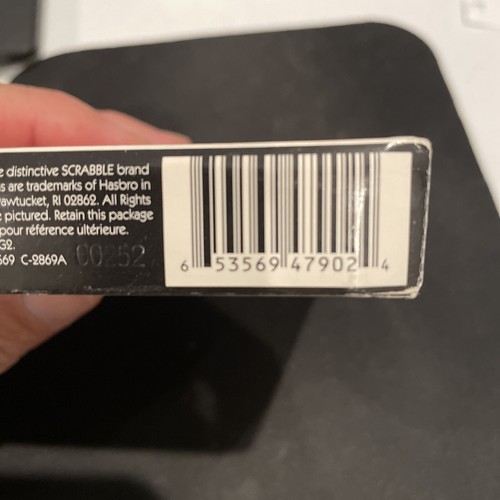 e distinctive SCRABBLE brand
s are trademarks of Hasbro in
awtucket, RI 02862. All Rights
e pictured. Retain this package
pour référence ultérieure.
G2.
569 C-2869A C0252
6 53569 47902 4